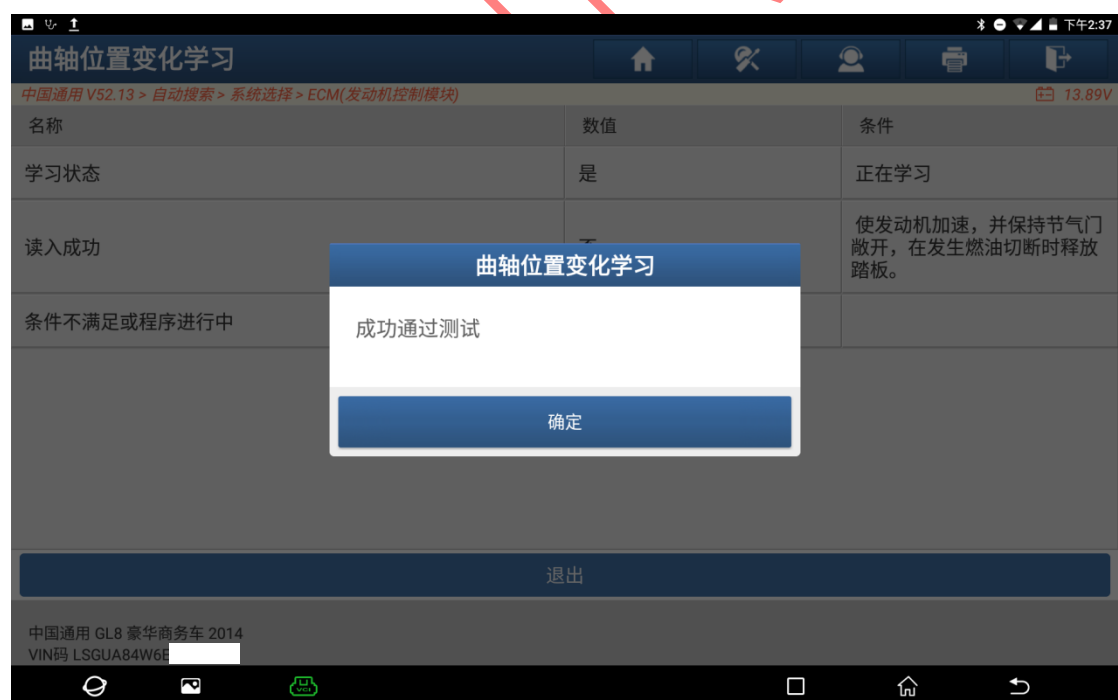 下午2:37
曲轴位置变化学习
中国通用 V52.13 > 自动搜索 > 系统选择 > ECM(发动机控制模块)
13.89V
名称 数值 条件
学习状态 是 正在学习
读入成功
使发动机加速，并保持节气门
敞开，在发生燃油切断时释放
踏板。
曲轴位置变化学习
条件不满足或程序进行中
成功通过测试
确定
退出
中国通用 GL8 豪华商务车 2014
VIN码 LSGUA84W6E
VCI